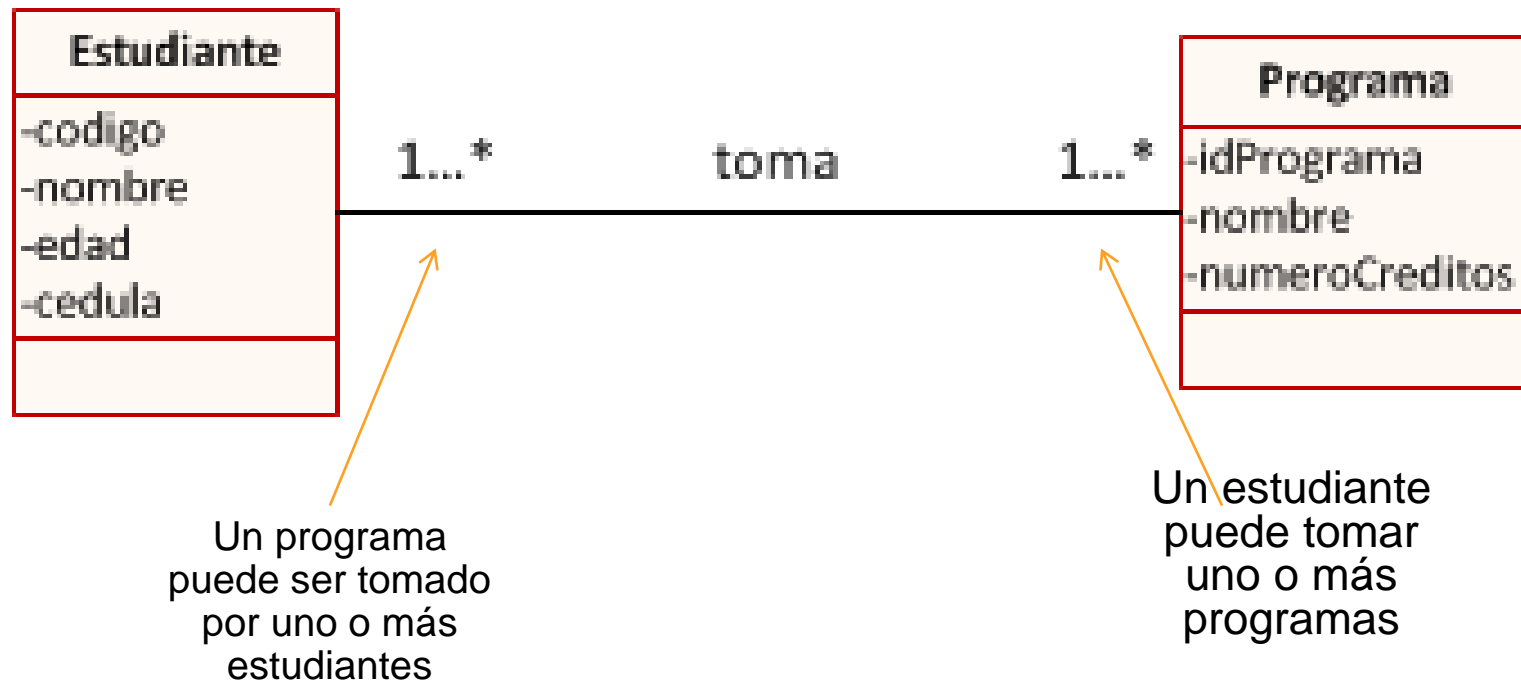 Estudiante
-codigo
-nombre
-edad
-cedula
1...*
toma
1...*
Programa
-idPrograma
-nombre
-numeroCreditos
Un programa
puede ser tomado
por uno o más
estudiantes
Un estudiante
puede tomar
uno o más
programas